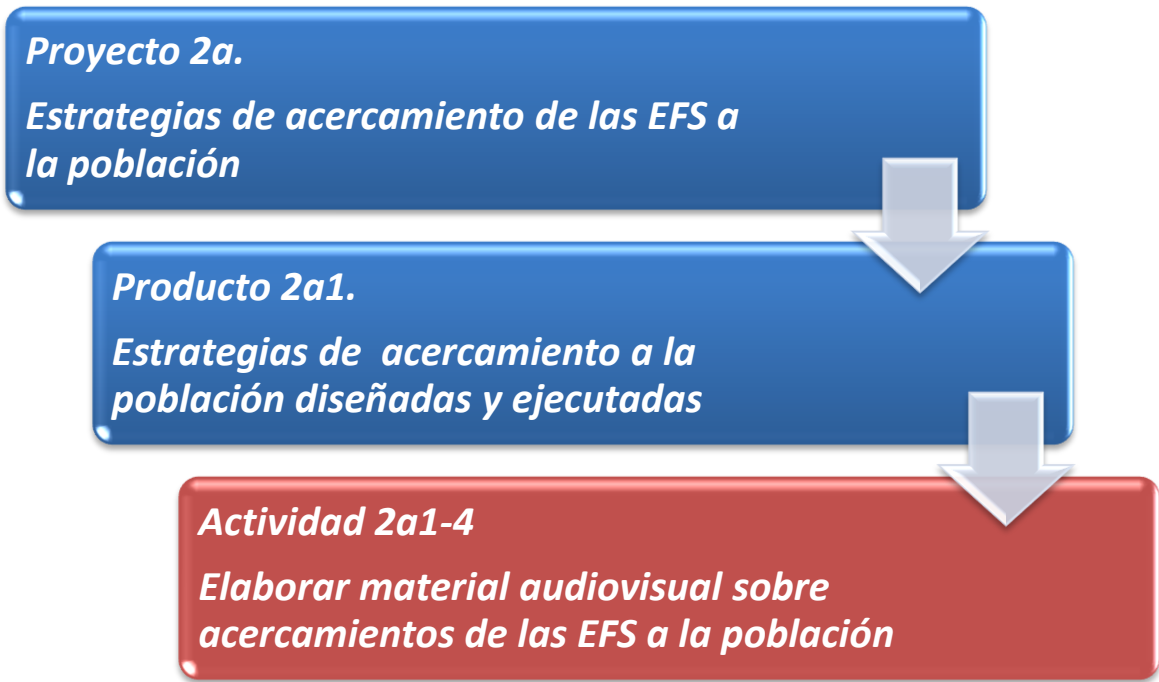 Proyecto 2a.
Estrategias de acercamiento de las EFS a
la población
Producto 2a1.
Estrategias de  acercamiento a la
población diseñadas y ejecutadas
Actividad 2a1-4
Elaborar material audiovisual sobre
acercamientos de las EFS a la población